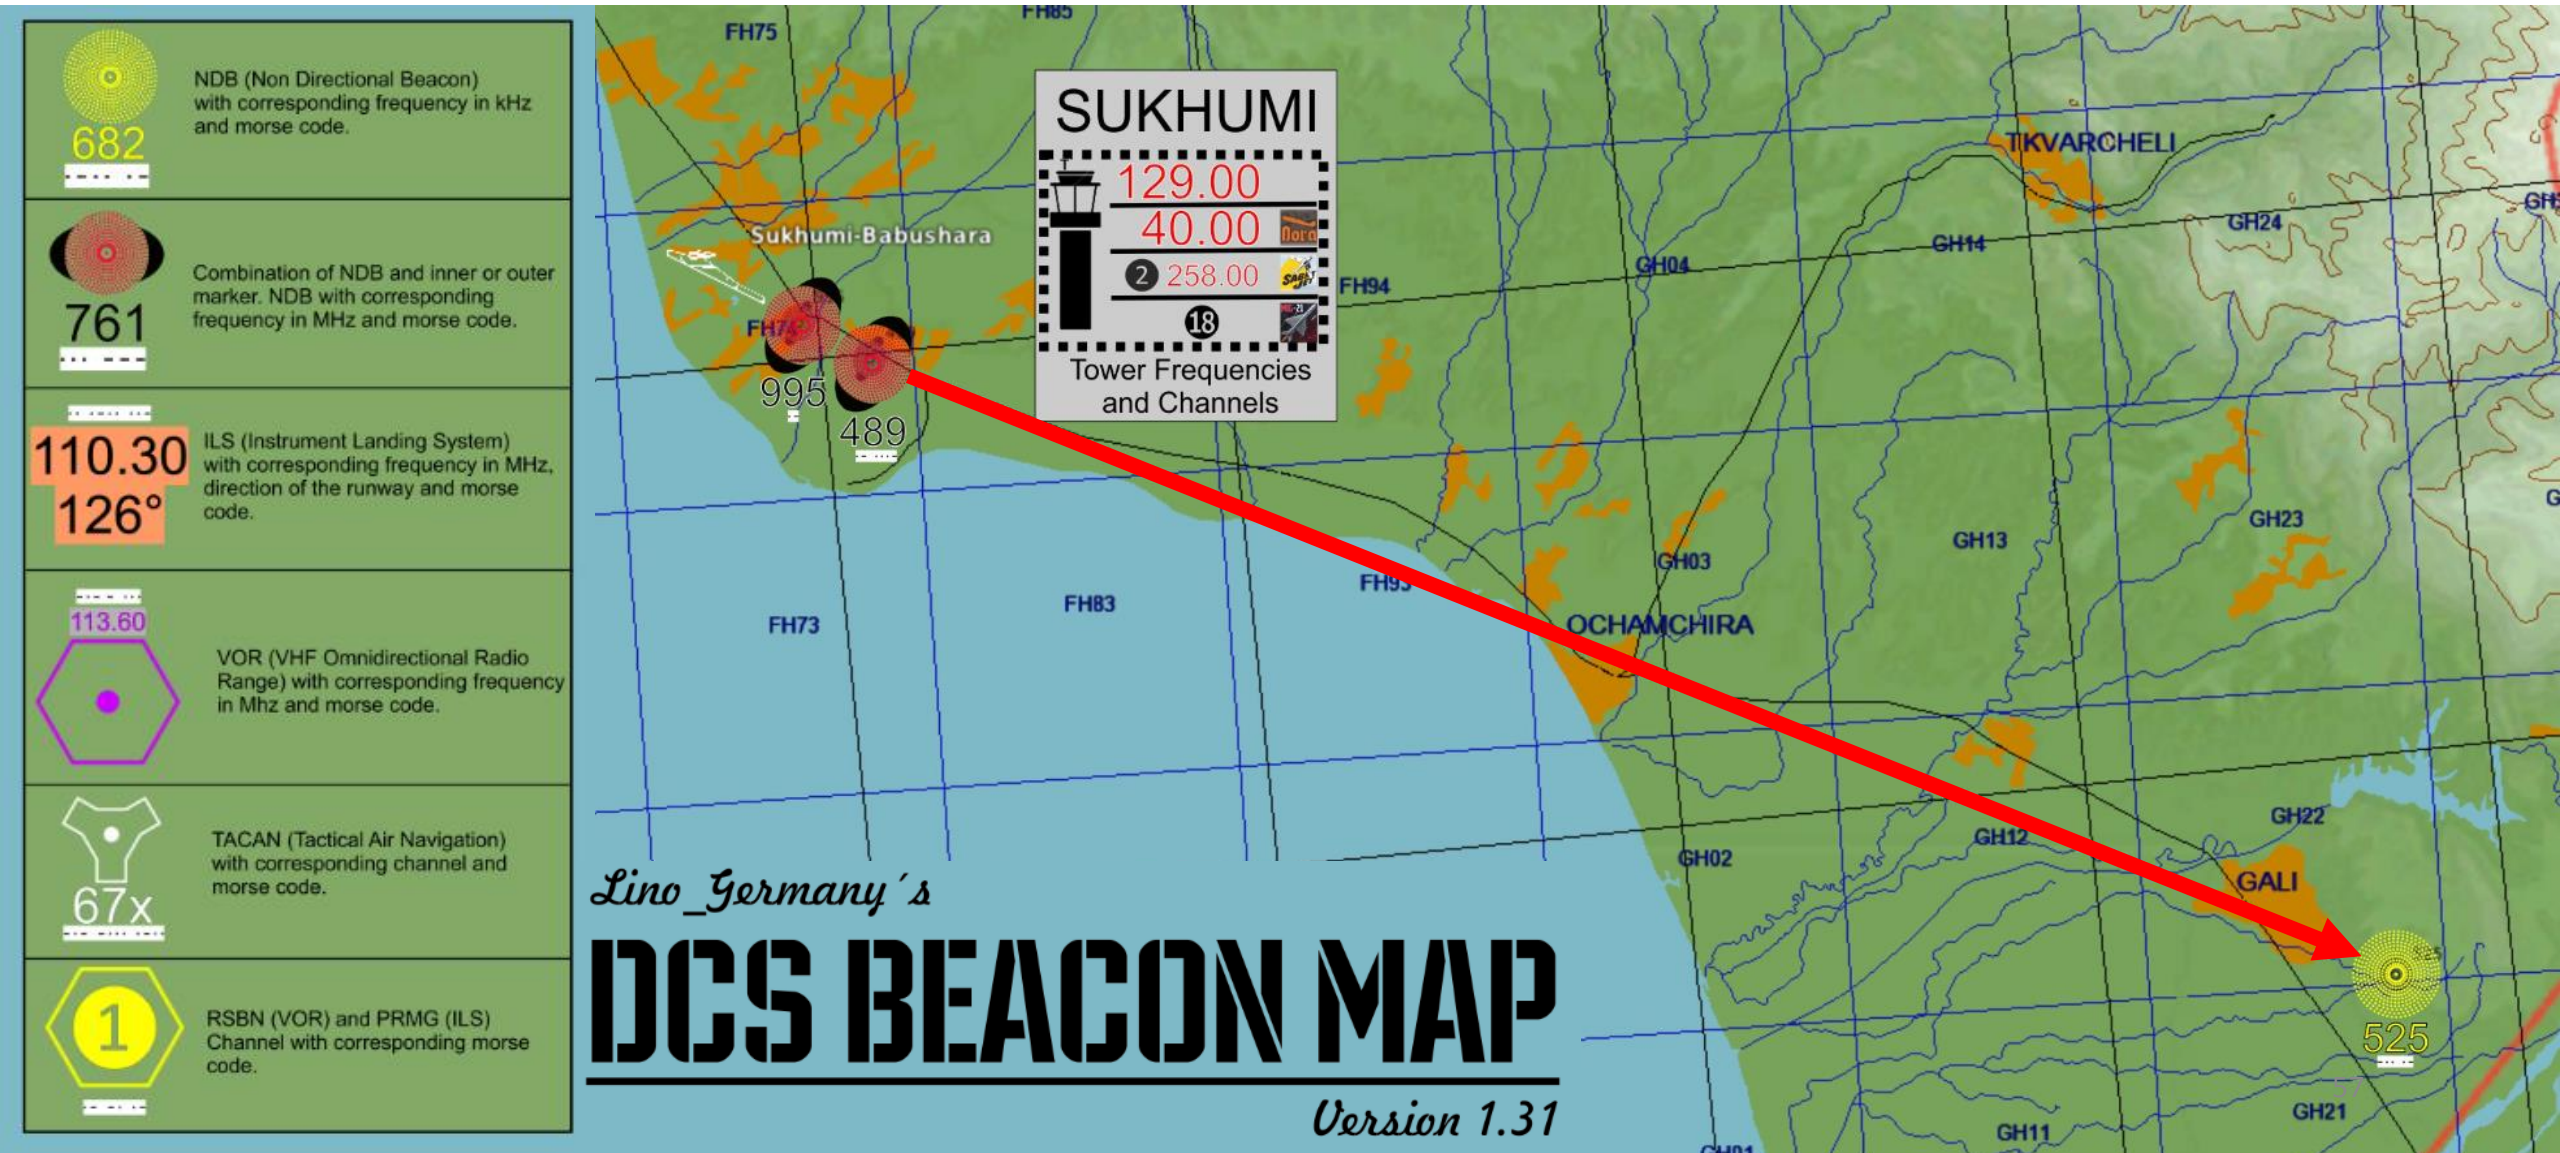 NDB (Non Directional Beacon)
with corresponding frequency in kHz
and morse code.
682
Combination of NDB and inner or outer
marker. NDB with corresponding
frequency in MHz and morse code.
761
ILS (Instrument Landing System)
with corresponding frequency in MHz,
direction of the runway and morse
code.
110.30
126°
113.60
VOR (VHF Omnidirectional Radio
Range) with corresponding frequency
in Mhz and morse code.
TACAN (Tactical Air Navigation)
with corresponding channel and
morse code.
67x
RSBN (VOR) and PRMG (ILS)
Channel with corresponding morse
code.
1
FH75
FH85
SUKHUMI
129.00
40.00
2 258.00
18
Tower Frequencies
and Channels
TKVARCHELI
Sukhumi-Babushara
FH74
995
489
FH94
GH04
GH14
GH24
FH73
FH83
FH93
GH03
GH13
GH23
OCHAMCHIRA
GH02
GH12
GH22
GALI
525
GH11
GH21
Lino_Germany´s
DCS BEACON MAP
Version 1.31